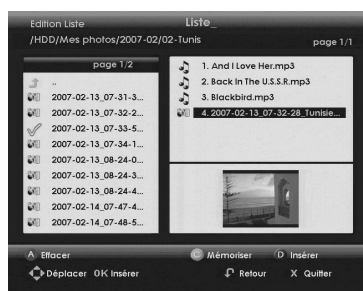 Edition Liste
Liste_
/HDD/Mes photos/2007-02/02-Tunis
page 1/1
page 1/2
..
2007-02-13_07-31-3...
2007-02-13_07-32-2...
2007-02-13_07-33-5...
2007-02-13_07-34-1...
2007-02-13_08-24-0...
2007-02-13_08-24-3...
2007-02-13_08-24-4...
2007-02-14_07-47-4...
2007-02-14_07-48-5...
1. And I Love Her.mp3
2. Back In The U.S.S.R.mp3
3. Blackbird.mp3
4. 2007-02-13_07-32-28_Tunisie...
A Effacer
C Mémoriser
D Insérer
Déplacer OK Insérer
Retour
X Quitter